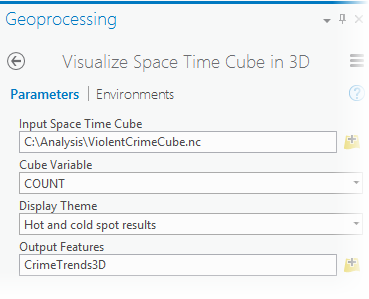 Geoprocessing
Visualize Space Time Cube in 3D
Parameters | Environments
Input Space Time Cube
C:\Analysis\ViolentCrimeCube.nc
Cube Variable
COUNT
Display Theme
Hot and cold spot results
Output Features
CrimeTrends3D